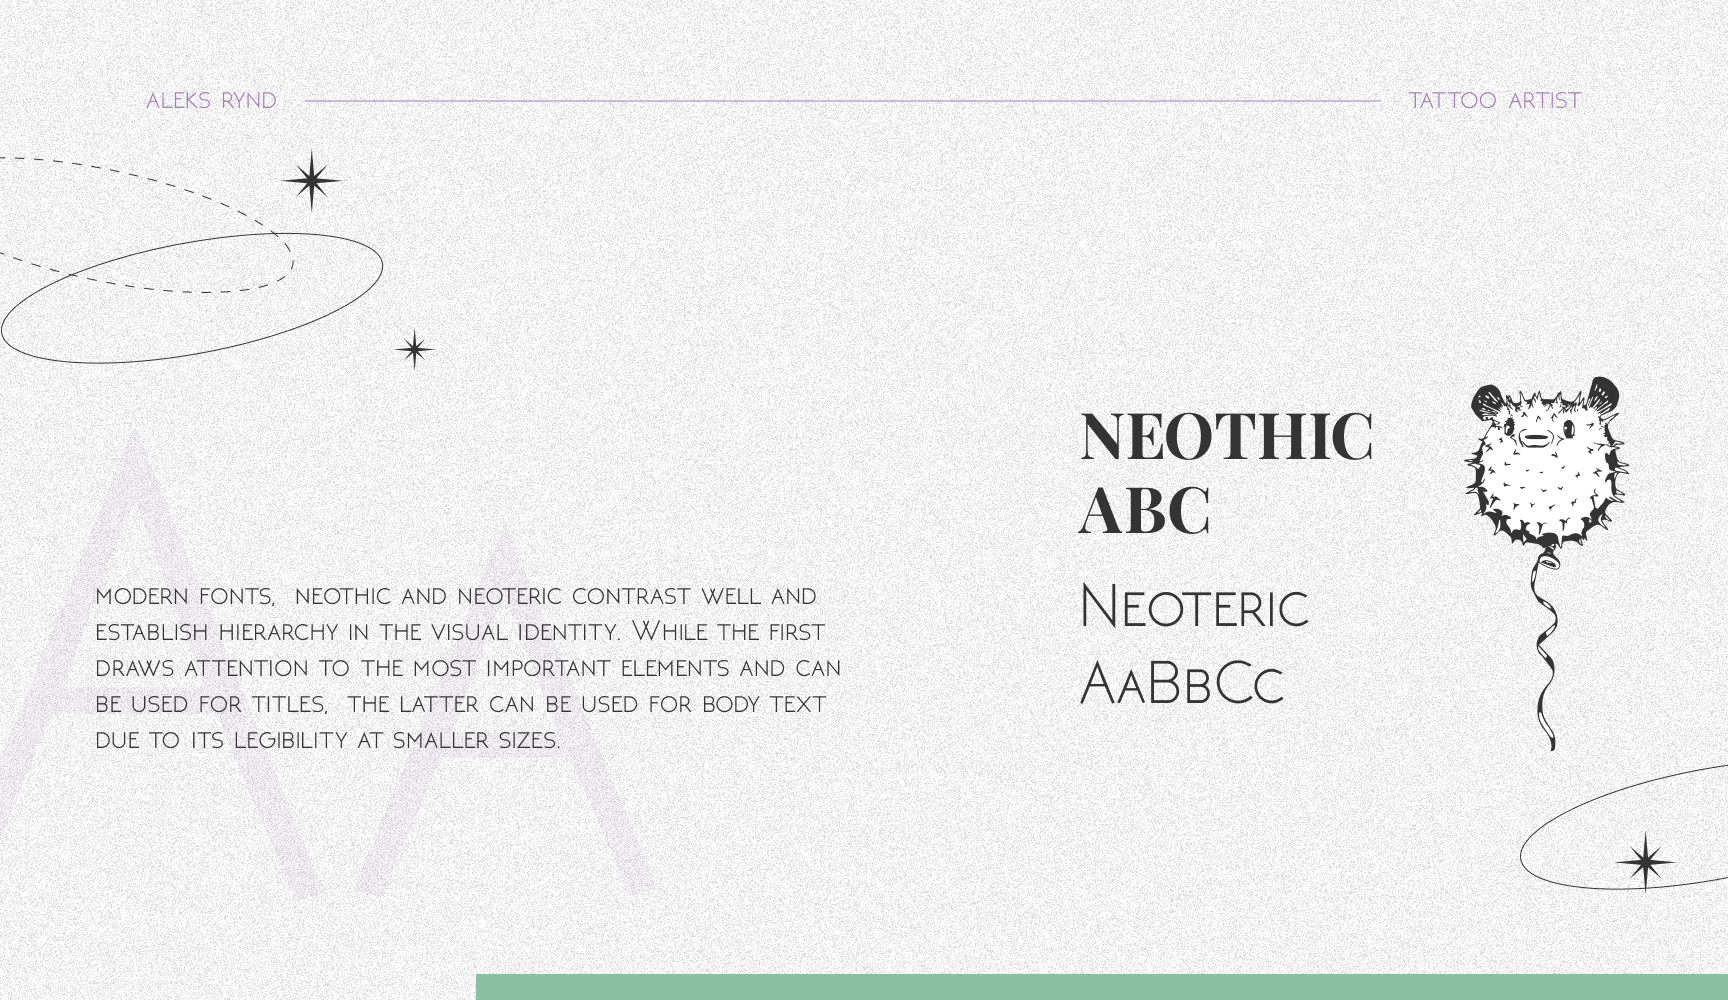 ALEKS RYND TATTOO ARTIST
NEOTHIC
ABC
NEOTERIC
AABBCC
MODERN FONTS, NEOTHIC AND NEOTERIC CONTRAST WELL AND
ESTABLISH HIERARCHY IN THE VISUAL IDENTITY. WHILE THE FIRST
DRAWS ATTENTION TO THE MOST IMPORTANT ELEMENTS AND CAN
BE USED FOR TITLES, THE LATTER CAN BE USED FOR BODY TEXT
DUE TO ITS LEGIBILITY AT SMALLER SIZES.
AA